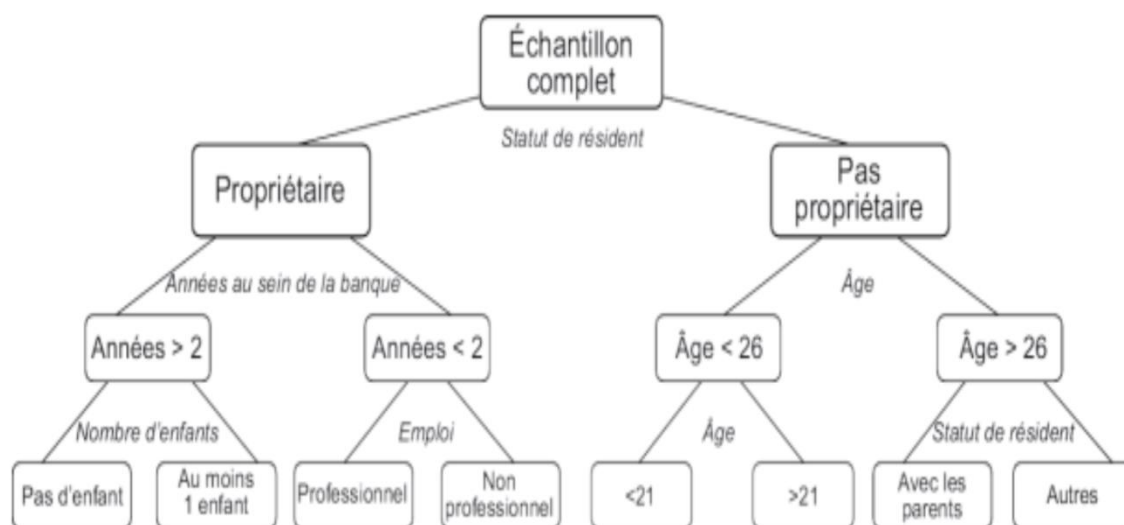 Échantillon
complet
Statut de résident
Propriétaire
Pas
propriétaire
Années au sein de la banque
Âge
Années > 2
Années < 2
Âge < 26
Âge > 26
Nombre d'enfants
Emploi
Âge
Statut de résident
Pas d'enfant
Au moins
1 enfant
Professionnel
Non
professionnel
<21
>21
Avec les
parents
Autres